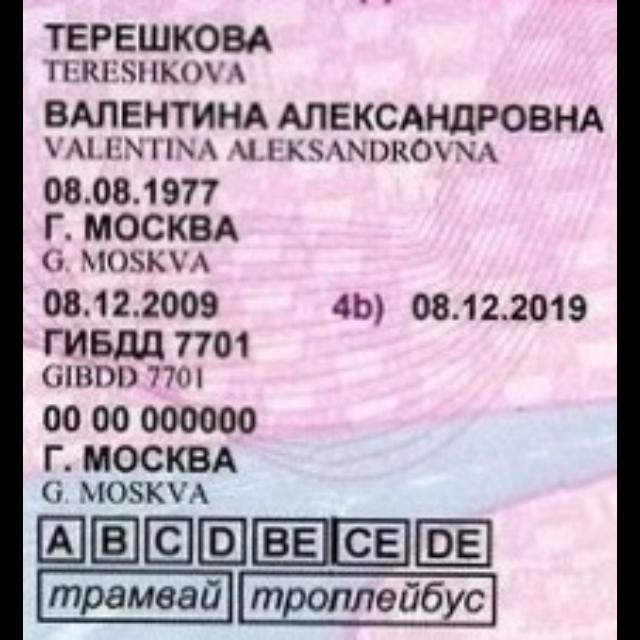 ТЕРЕШКОВА
TERESHKOVA
ВАЛЕНТИНА АЛЕКСАНДРОВНА
VALENTINA ALEKSANDROVNA
08.08.1977
Г. МОСКВА
G. MOSKVA
08.12.2009 4b) 08.12.2019
ГИБДД 7701
GIBDD 7701
00 00 000000
Г. МОСКВА
G. MOSKVA
A B C D BE CE DE
трамвай троллейбус